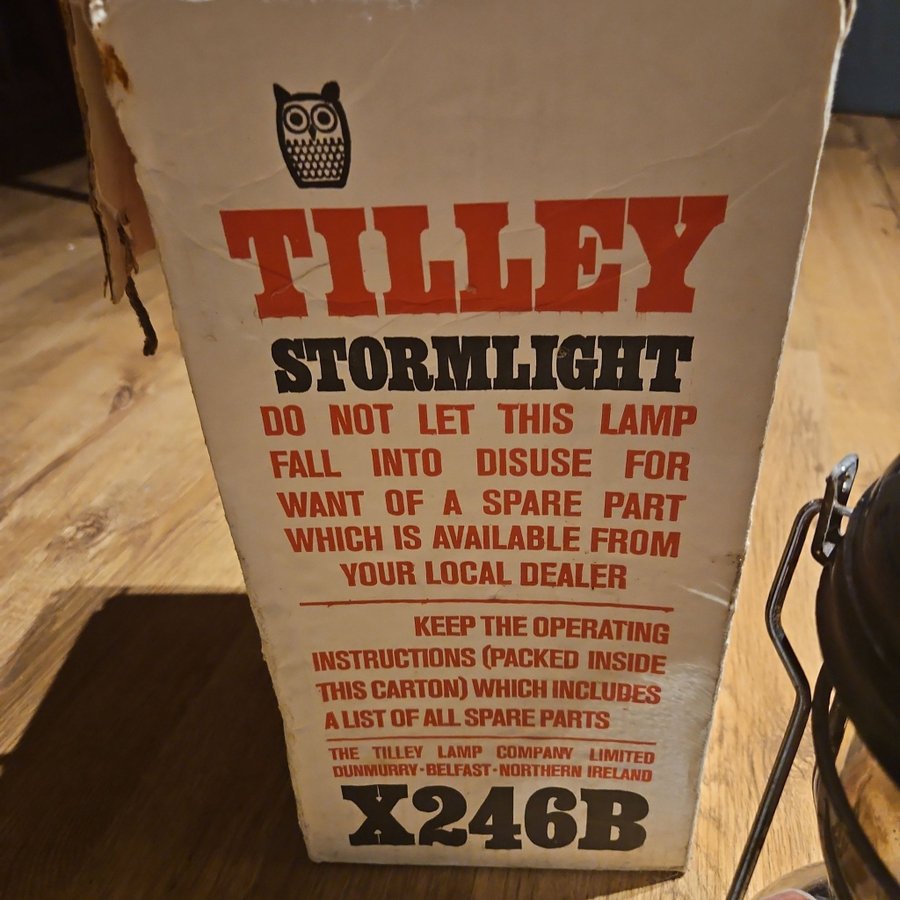 TILLEY
STORMLIGHT
DO NOT LET THIS LAMP
FALL INTO DISUSE FOR
WANT OF A SPARE PART
WHICH IS AVAILABLE FROM
YOUR LOCAL DEALER
KEEP THE OPERATING
INSTRUCTIONS (PACKED INSIDE
THIS CARTON) WHICH INCLUDES
A LIST OF ALL SPARE PARTS
THE TILLEY LAMP COMPANY LIMITED
DUNMURRY·BELFAST·NORTHERN IRELAND
X246B